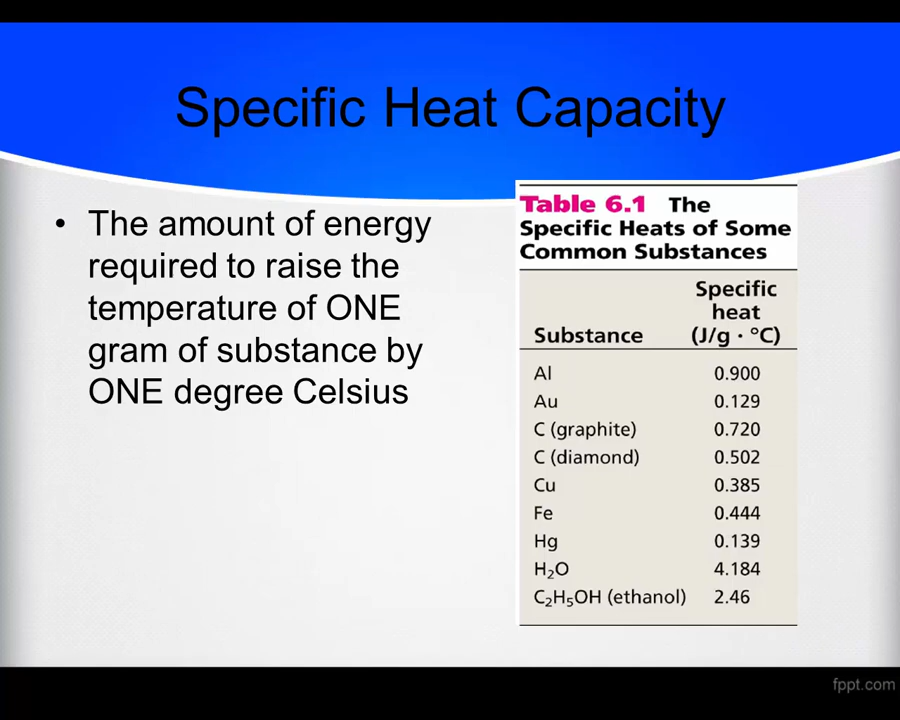 Specific Heat Capacity
• The amount of energy
required to raise the
temperature of ONE
gram of substance by
ONE degree Celsius
Table 6.1 The
Specific Heats of Some
Common Substances
Specific
heat
Substance (J/g · °C)
Al 0.900
Au 0.129
C (graphite) 0.720
C (diamond) 0.502
Cu 0.385
Fe 0.444
Hg 0.139
H₂O 4.184
C₂H₅OH (ethanol) 2.46
fppt.com